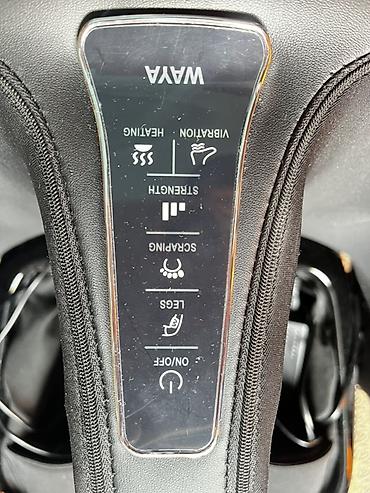 ON/OFF
LEGS
SCRAPING
STRENGTH
VIBRATION HEATING
WAYA